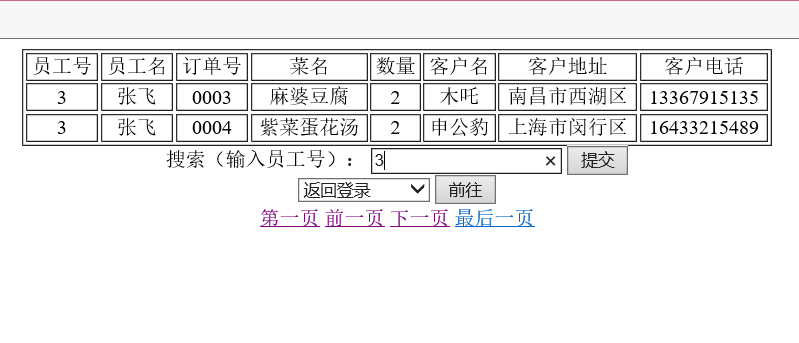 员工号 员工名 订单号 菜名 数量 客户名 客户地址 客户电话
3 张飞 0003 麻婆豆腐 2 木吒 南昌市西湖区 13367915135
3 张飞 0004 紫菜蛋花汤 2 申公豹 上海市闵行区 16433215489
搜索（输入员工号）： 3 × 提交
返回登录 前往
第一页 前一页 下一页 最后一页